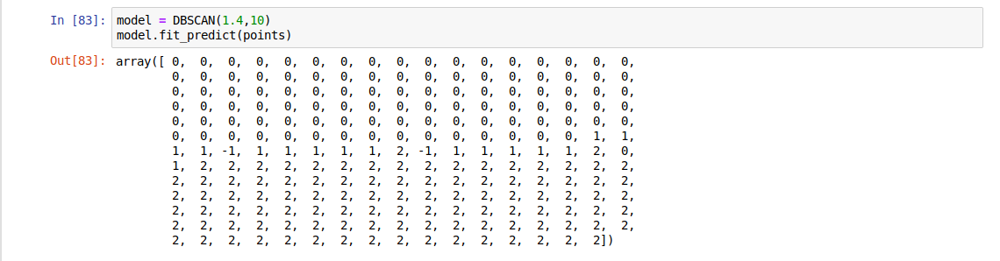 In [83]: model = DBSCAN(1.4,10)
model.fit_predict(points)
Out[83]: array([ 0, 0, 0, 0, 0, 0, 0, 0, 0, 0, 0, 0, 0, 0, 0, 0, 0,
0, 0, 0, 0, 0, 0, 0, 0, 0, 0, 0, 0, 0, 0, 0, 0, 0,
0, 0, 0, 0, 0, 0, 0, 0, 0, 0, 0, 0, 0, 0, 0, 0, 0,
0, 0, 0, 0, 0, 0, 0, 0, 0, 0, 0, 0, 0, 0, 0, 0, 0,
0, 0, 0, 0, 0, 0, 0, 0, 0, 0, 0, 0, 0, 0, 0, 0, 0,
0, 0, 0, 0, 0, 0, 0, 0, 0, 0, 0, 0, 0, 0, 0, 1, 1,
1, 1, -1, 1, 1, 1, 1, 1, 2, -1, 1, 1, 1, 1, 1, 2, 0,
1, 2, 2, 2, 2, 2, 2, 2, 2, 2, 2, 2, 2, 2, 2, 2, 2,
2, 2, 2, 2, 2, 2, 2, 2, 2, 2, 2, 2, 2, 2, 2, 2, 2,
2, 2, 2, 2, 2, 2, 2, 2, 2, 2, 2, 2, 2, 2, 2, 2, 2,
2, 2, 2, 2, 2, 2, 2, 2, 2, 2, 2, 2, 2, 2, 2, 2, 2,
2, 2, 2, 2, 2, 2, 2, 2, 2, 2, 2, 2, 2, 2, 2, 2, 2,
2, 2, 2, 2, 2, 2, 2, 2, 2, 2, 2, 2, 2, 2, 2, 2])